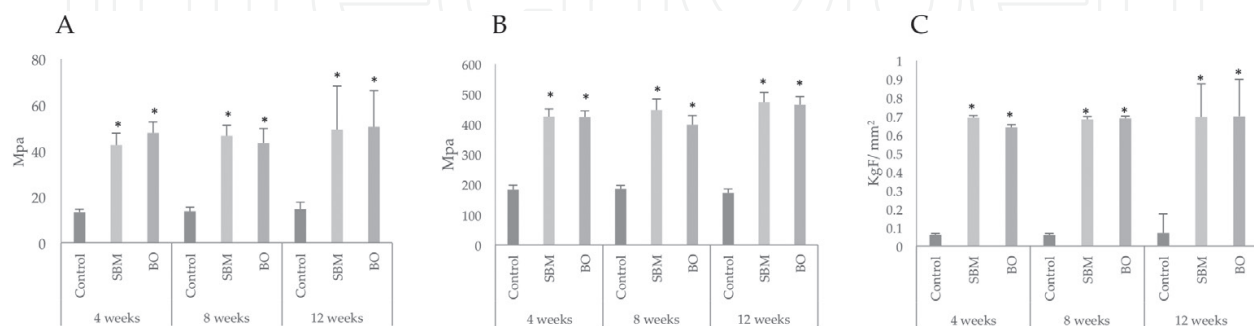 A
80
60
40
20
0
Mpa
*
*
*
*
*
*
Control
SBM
BO
Control
SBM
BO
Control
SBM
BO
4 weeks
8 weeks
12 weeks
B
600
500
400
300
200
100
0
Mpa
*
*
*
*
*
*
Control
SBM
BO
Control
SBM
BO
Control
SBM
BO
4 weeks
8 weeks
12 weeks
C
1
0.9
0.8
0.7
0.6
0.5
0.4
0.3
0.2
0.1
0
KgF/ mm²
*
*
*
*
*
*
Control
SBM
BO
Control
SBM
BO
Control
SBM
BO
4 weeks
8 weeks
12 weeks